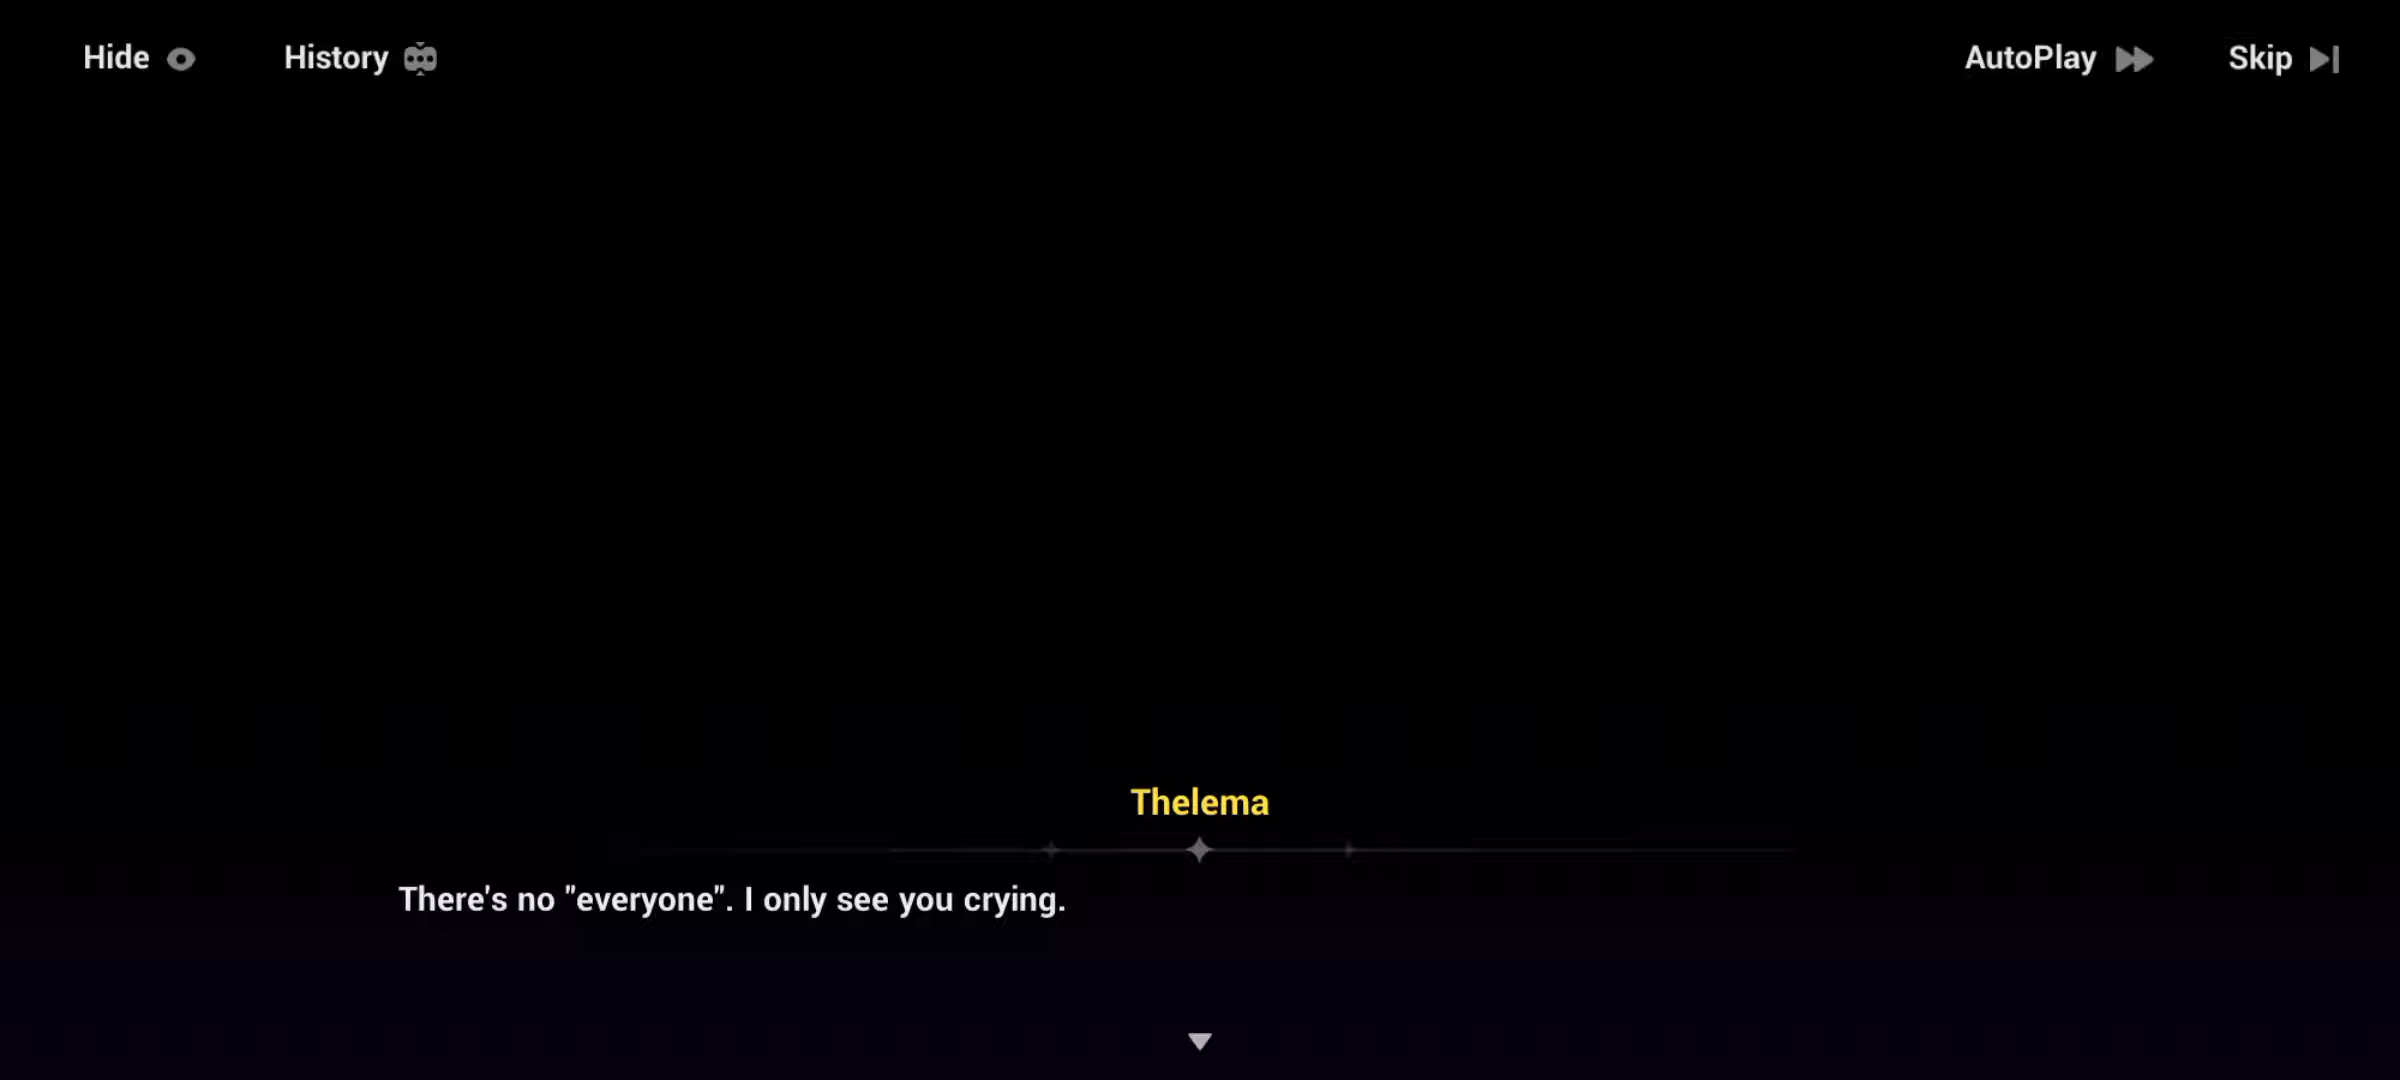 Hide
History
AutoPlay
Skip
Thelema
There's no "everyone". I only see you crying.